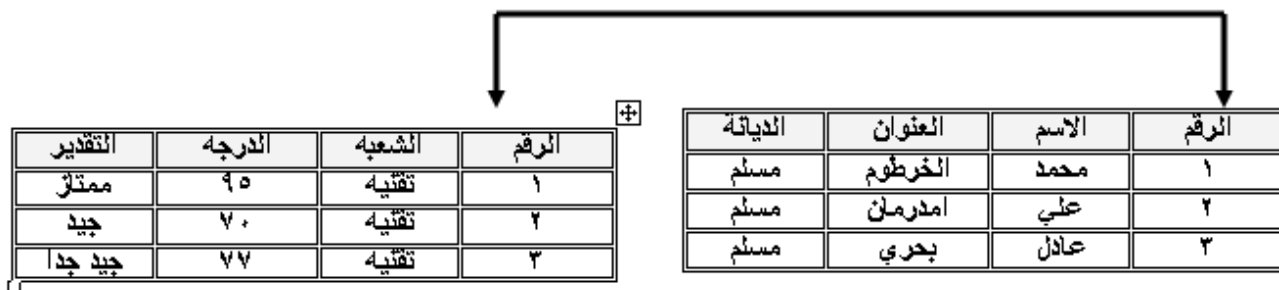 الرقم الاسم العنوان الديانة
١ محمد الخرطوم مسلم
٢ علي امدرمان مسلم
٣ عادل بحري مسلم
الرقم الشعبه الدرجه التقدير
١ تقنيه ٩٥ ممتاز
٢ تقنيه ٧٠ جيد
٣ تقنيه ٧٧ جيد جدا